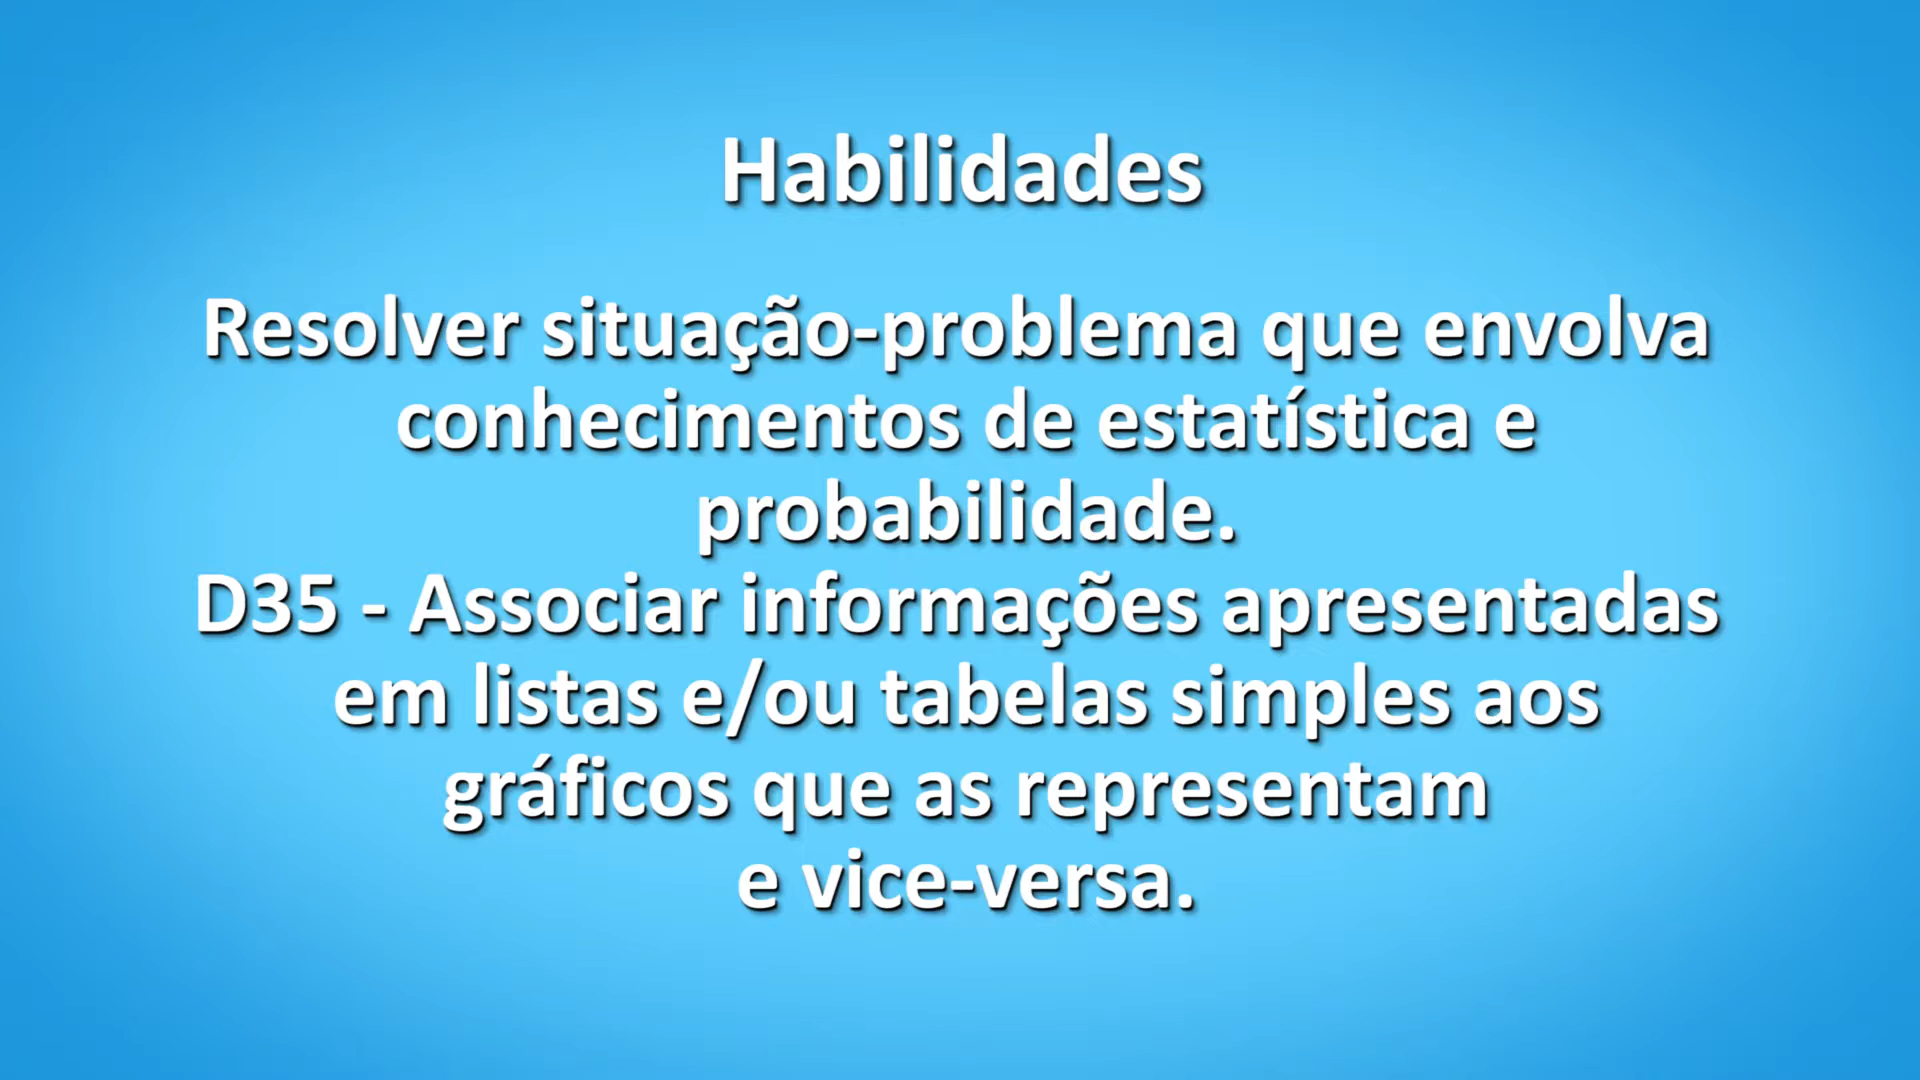 Habilidades
Resolver situação-problema que envolva
conhecimentos de estatística e
probabilidade.
D35 - Associar informações apresentadas
em listas e/ou tabelas simples aos
gráficos que as representam
e vice-versa.